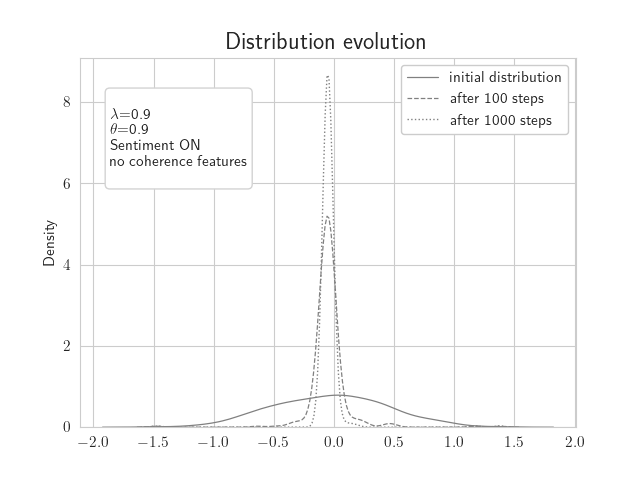 Distribution evolution
initial distribution
after 100 steps
after 1000 steps
λ=0.9
θ=0.9
Sentiment ON
no coherence features
Density
8
6
4
2
0
−2.0 −1.5 −1.0 −0.5 0.0 0.5 1.0 1.5 2.0